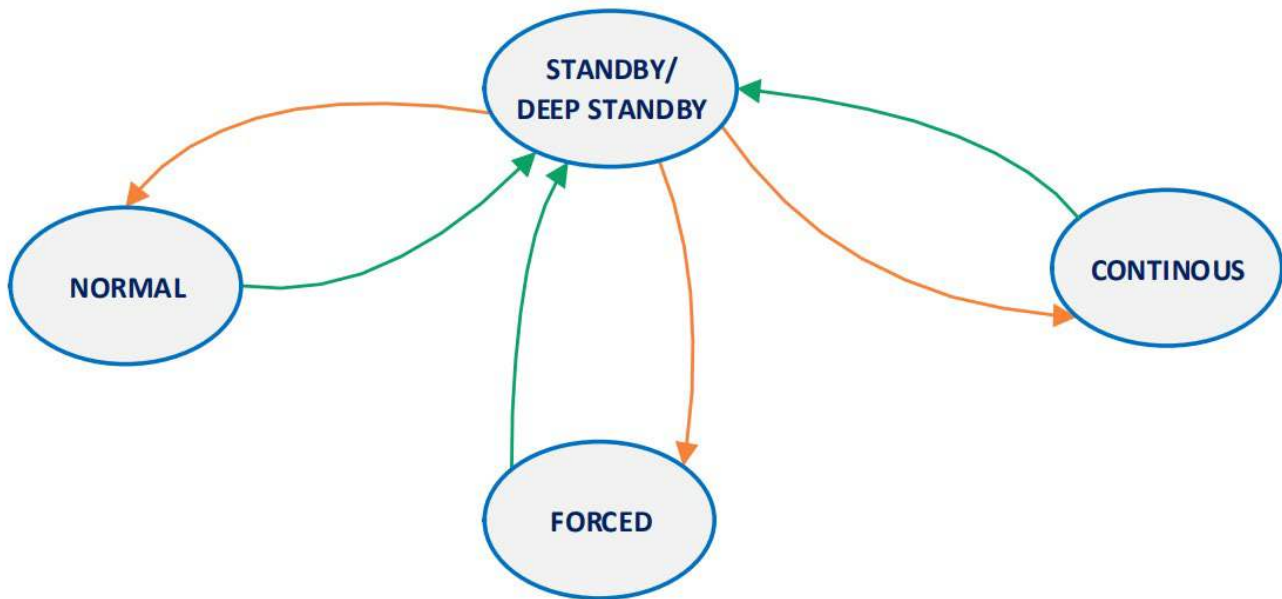 STANDBY/
DEEP STANDBY
NORMAL
CONTINOUS
FORCED